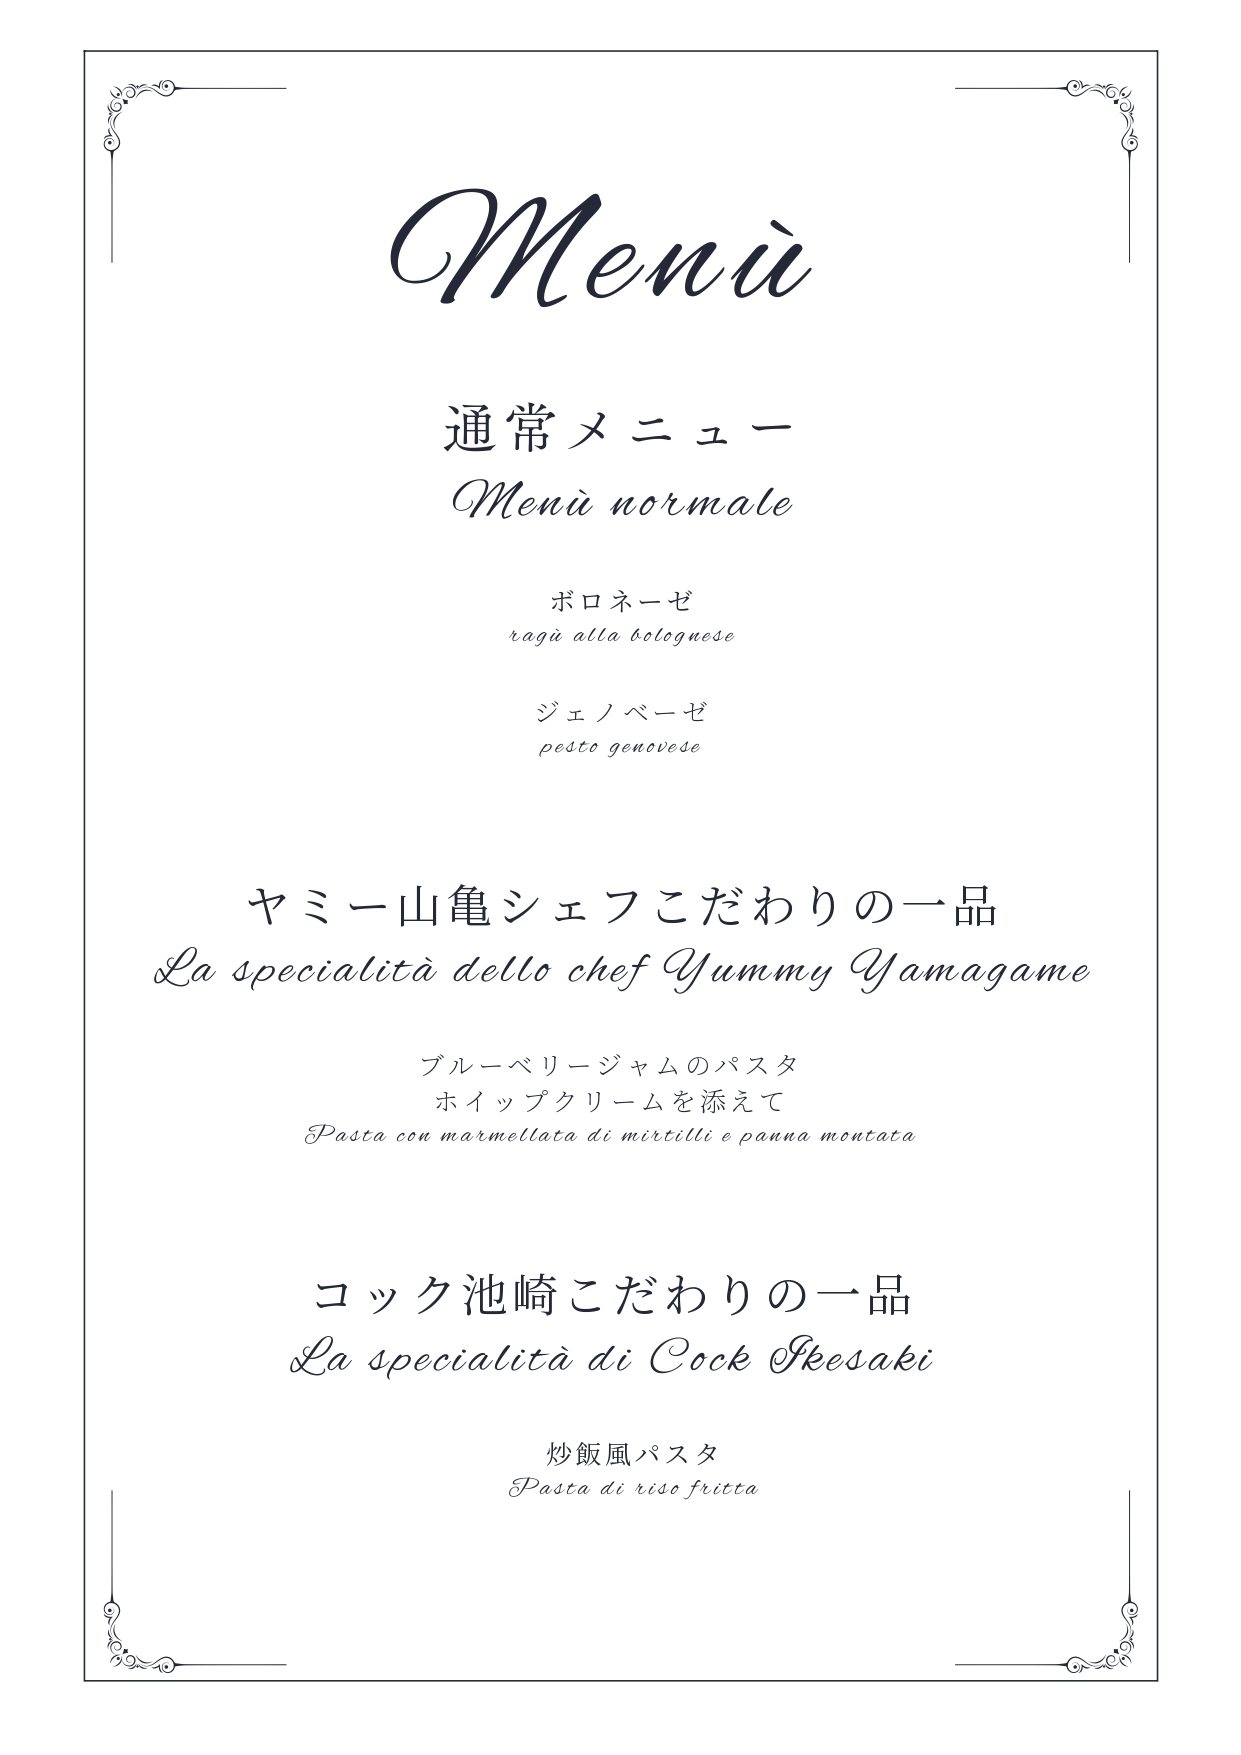 Menù
通常メニュー
Menù normale
ボロネーゼ
ragù alla bolognese
ジェノベーゼ
pesto genovese
ヤミー山亀シェフこだわりの一品
La specialità dello chef Yummy Yamagame
ブルーベリージャムのパスタ
ホイップクリームを添えて
Pasta con marmellata di mirtilli e panna montata
コック池崎こだわりの一品
La specialità di Cock Ikesaki
炒飯風パスタ
Pasta di riso fritta